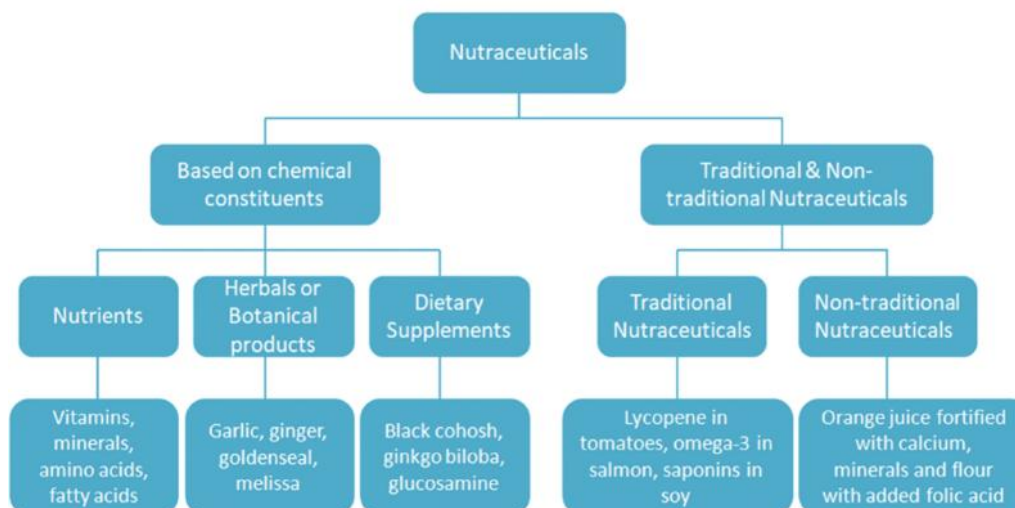 Nutraceuticals
Based on chemical
constituents
Traditional & Non-
traditional Nutraceuticals
Nutrients
Herbals or
Botanical
products
Dietary
Supplements
Traditional
Nutraceuticals
Non-traditional
Nutraceuticals
Vitamins,
minerals,
amino acids,
fatty acids
Garlic, ginger,
goldenseal,
melissa
Black cohosh,
ginkgo biloba,
glucosamine
Lycopene in
tomatoes, omega-3 in
salmon, saponins in
soy
Orange juice fortified
with calcium,
minerals and flour
with added folic acid